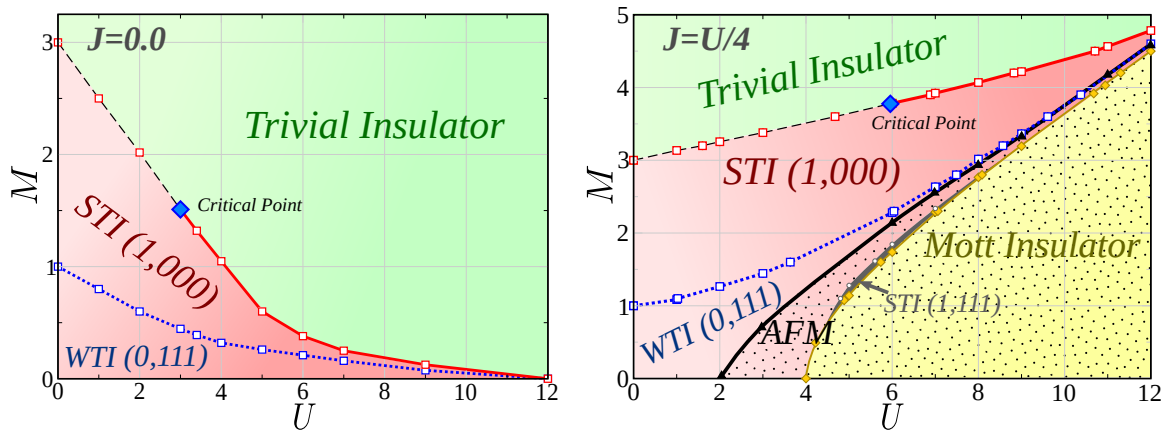 J=0.0
3
2
1
0
M
Trivial Insulator
Critical Point
STI (1,000)
WTI (0,111)
0 2 4 6 8 10 12
U
J=U/4
5
4
3
2
1
0
M
Trivial Insulator
Critical Point
STI (1,000)
Mott Insulator
STI (1,111)
WTI (0,111)
AFM
0 2 4 6 8 10 12
U